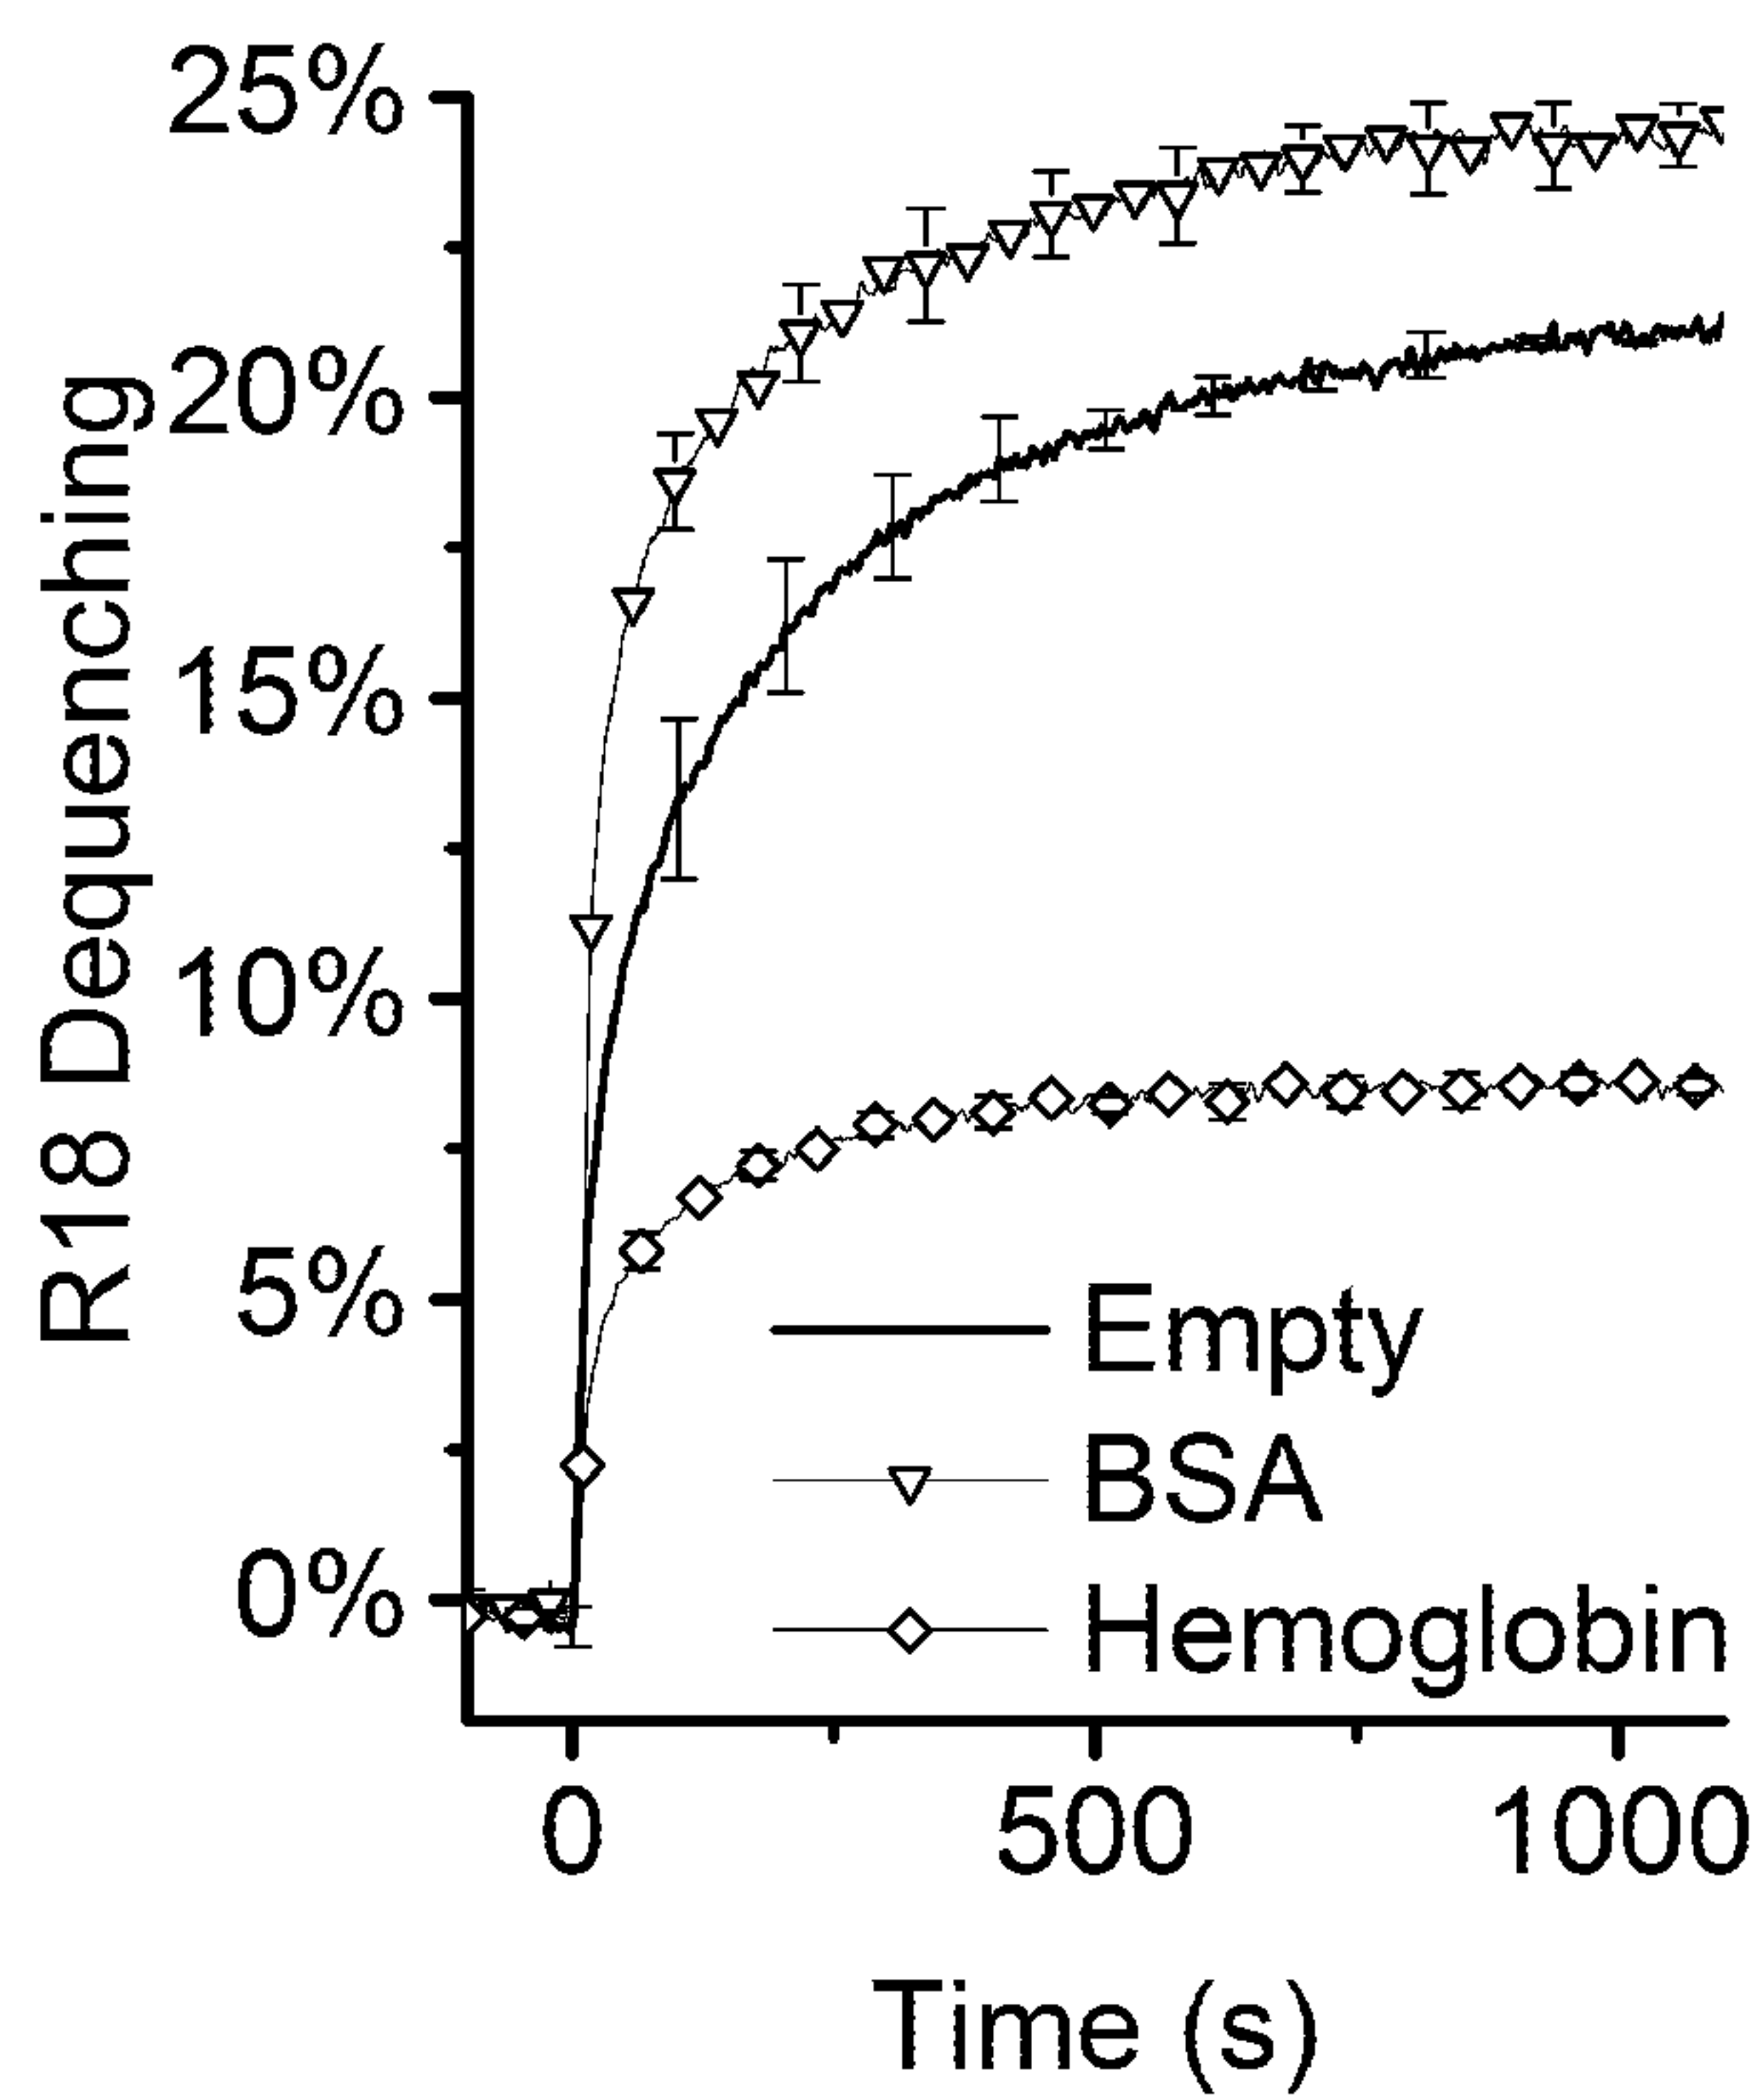 R18 Dequenching
25%
20%
15%
10%
5%
0%
Empty
BSA
Hemoglobin
0 500 1000
Time (s)